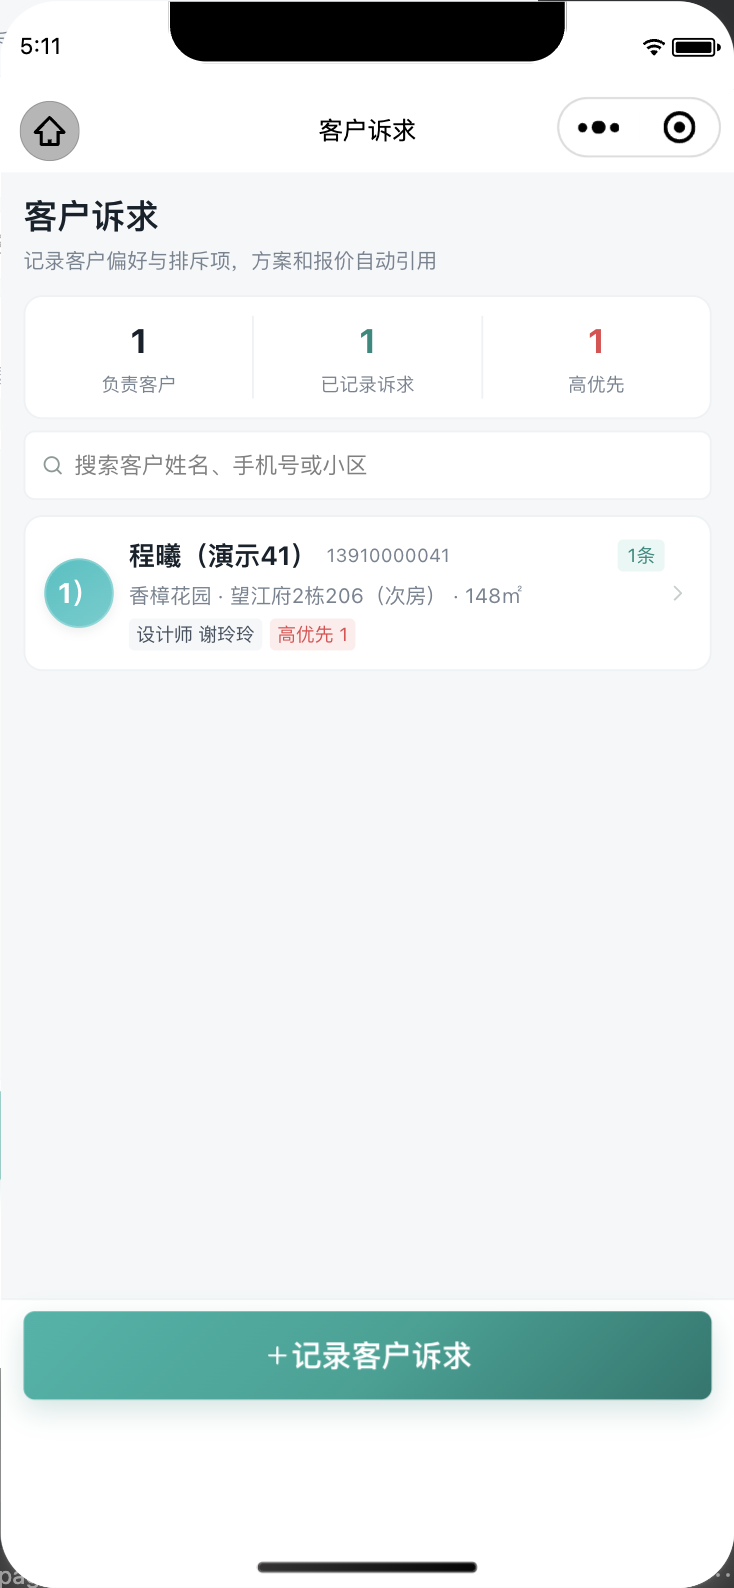 5:11
客户诉求
客户诉求
记录客户偏好与排斥项，方案和报价自动引用
1
1
1
负责客户
已记录诉求
高优先
搜索客户姓名、手机号或小区
程曦（演示41） 13910000041 1条
1）
香樟花园 · 望江府2栋206（次房） · 148㎡
设计师 谢玲玲 高优先 1
＋记录客户诉求